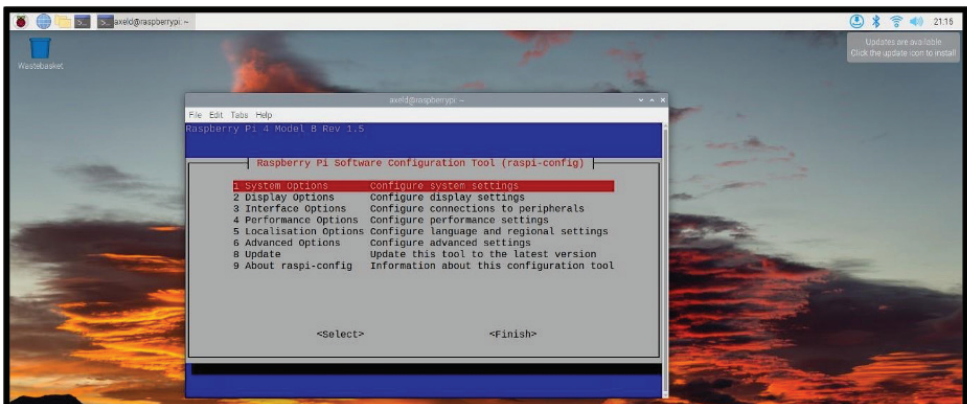 axeld@raspberrypi: ~
21:16
Wastebasket
Updates are available
Click the update icon to install
axeld@raspberrypi: ~
File Edit Tabs Help
Raspberry Pi 4 Model B Rev 1.5
Raspberry Pi Software Configuration Tool (raspi-config)
1 System Options Configure system settings
2 Display Options Configure display settings
3 Interface Options Configure connections to peripherals
4 Performance Options Configure performance settings
5 Localisation Options Configure language and regional settings
6 Advanced Options Configure advanced settings
8 Update Update this tool to the latest version
9 About raspi-config Information about this configuration tool
<Select> <Finish>